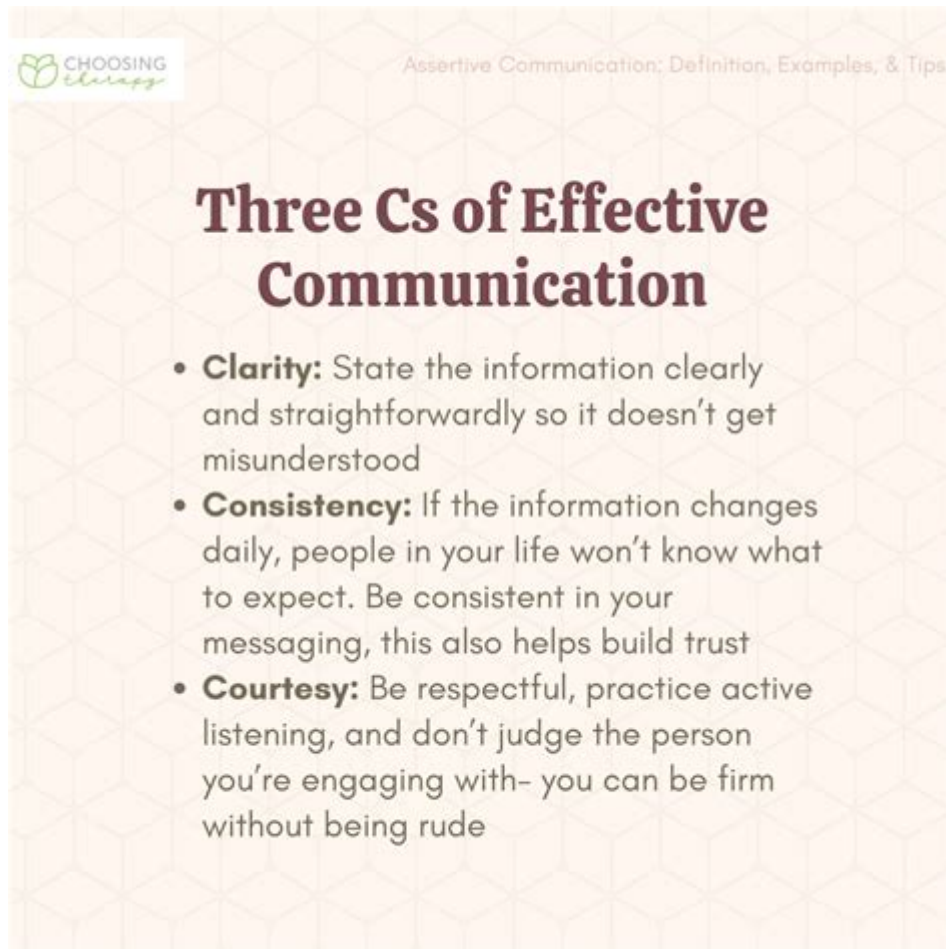 CHOOSING
therapy
Assertive Communication: Definition, Examples, & Tips
Three Cs of Effective
Communication
• Clarity: State the information clearly
and straightforwardly so it doesn't get
misunderstood
• Consistency: If the information changes
daily, people in your life won't know what
to expect. Be consistent in your
messaging, this also helps build trust
• Courtesy: Be respectful, practice active
listening, and don't judge the person
you're engaging with- you can be firm
without being rude